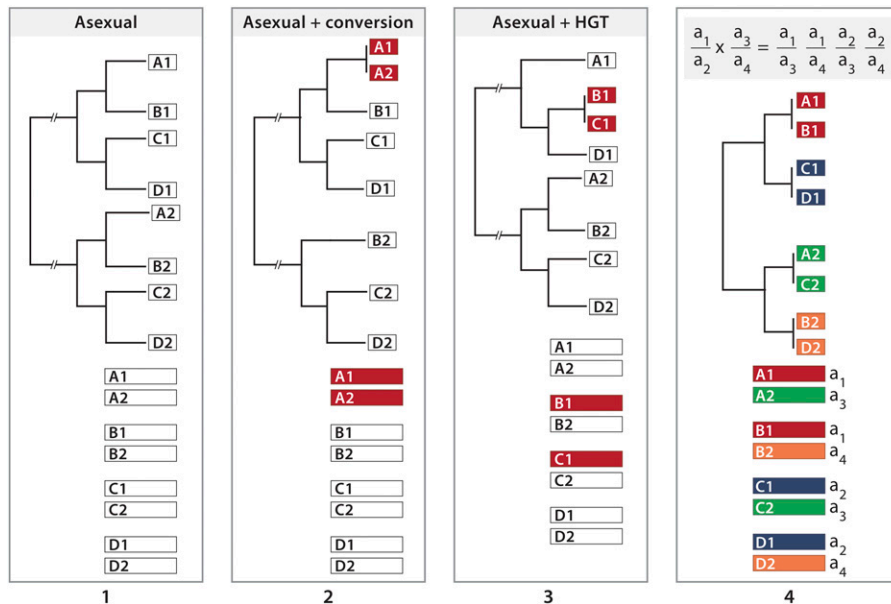 Asexual
A1
B1
C1
D1
A2
B2
C2
D2
A1
A2
B1
B2
C1
C2
D1
D2
1
Asexual + conversion
A1
A2
B1
C1
D1
B2
C2
D2
A1
A2
B1
B2
C1
C2
D1
D2
2
Asexual + HGT
A1
B1
C1
D1
A2
B2
C2
D2
A1
A2
B1
B2
C1
C2
D1
D2
3
a₁/a₂ x a₃/a₄ = a₁/a₃ a₁/a₄ a₂/a₃ a₂/a₄
A1
B1
C1
D1
A2
C2
B2
D2
A1 a₁
A2 a₃
B1 a₁
B2 a₄
C1 a₂
C2 a₃
D1 a₂
D2 a₄
4